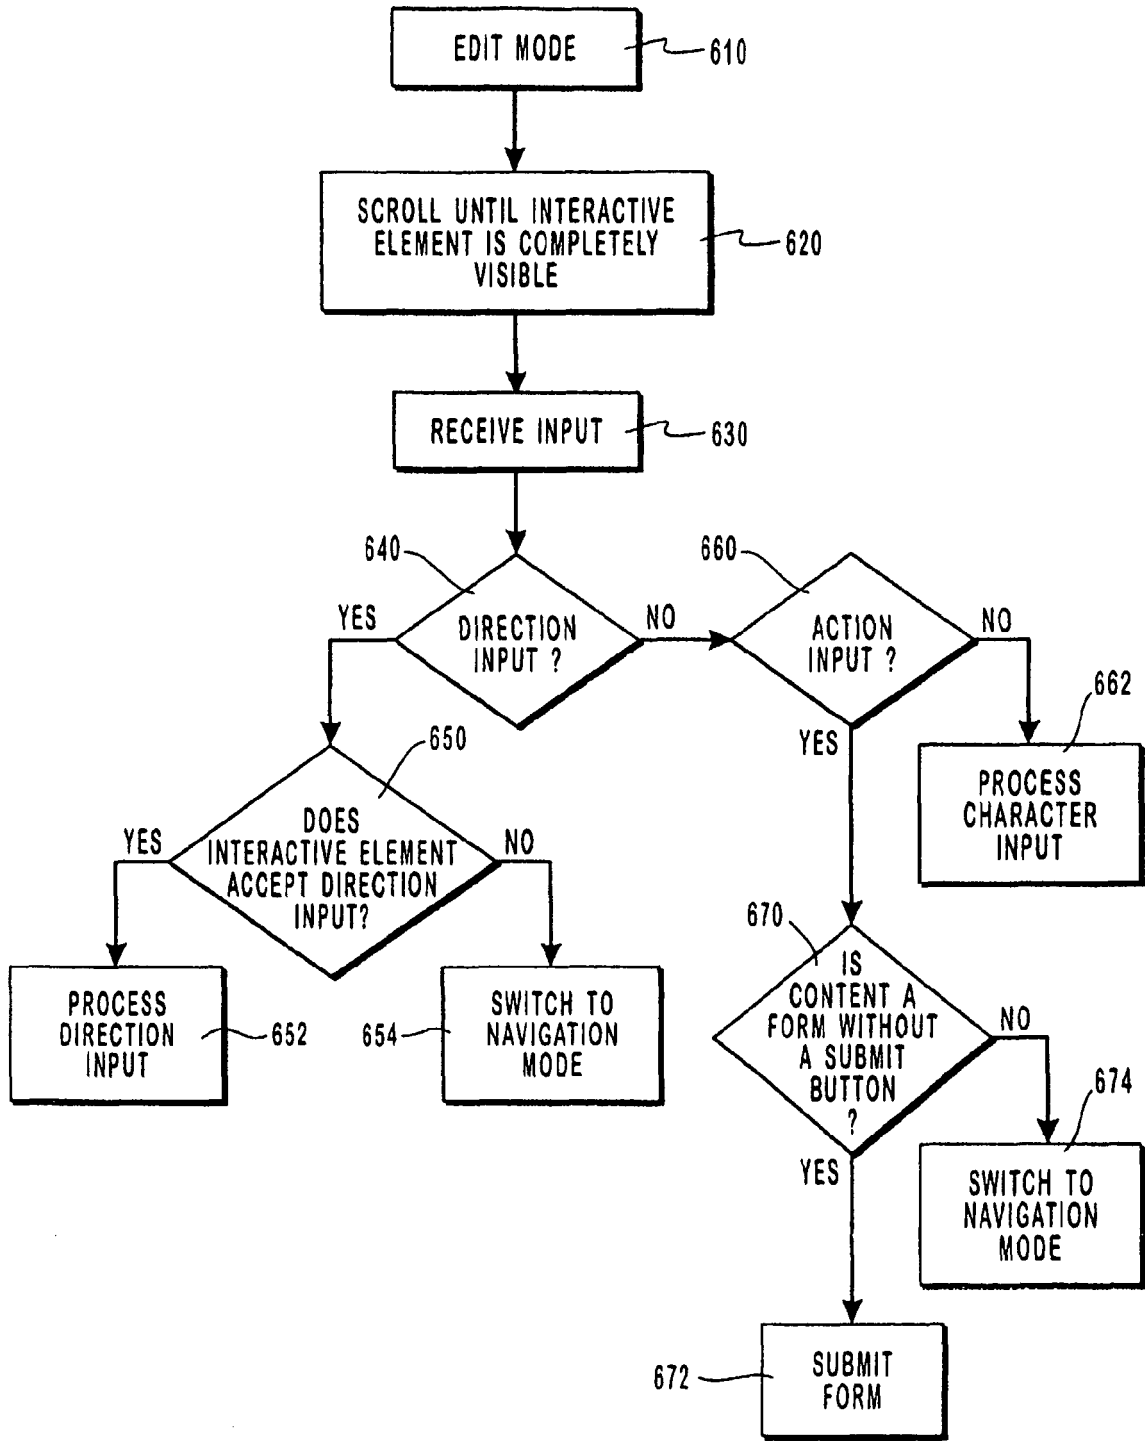 EDIT MODE
610
SCROLL UNTIL INTERACTIVE
ELEMENT IS COMPLETELY
VISIBLE
620
RECEIVE INPUT
630
640
660
YES
DIRECTION
INPUT ?
NO
ACTION
INPUT ?
NO
662
YES
650
PROCESS
CHARACTER
INPUT
DOES
INTERACTIVE ELEMENT
ACCEPT DIRECTION
INPUT?
YES
NO
670
IS
CONTENT A
FORM WITHOUT
A SUBMIT
BUTTON
?
NO
PROCESS
DIRECTION
INPUT
652
654
SWITCH TO
NAVIGATION
MODE
674
YES
SWITCH TO
NAVIGATION
MODE
672
SUBMIT
FORM